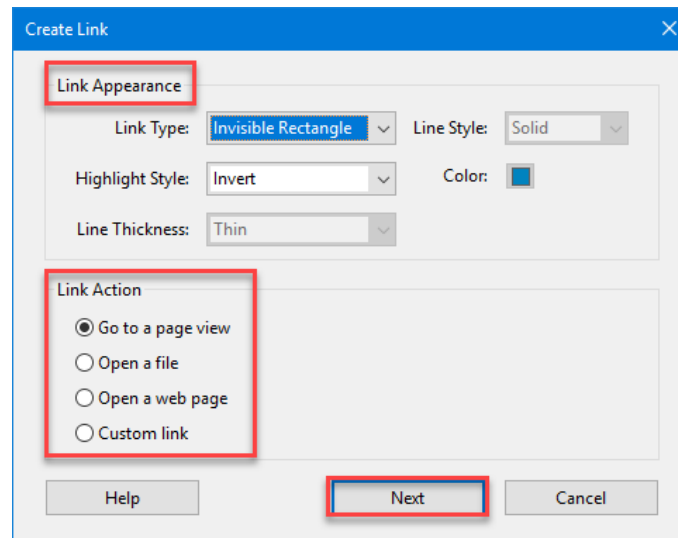 Create Link
Link Appearance
Link Type: Invisible Rectangle Line Style: Solid
Highlight Style: Invert Color:
Line Thickness: Thin
Link Action
Go to a page view
Open a file
Open a web page
Custom link
Help Next Cancel